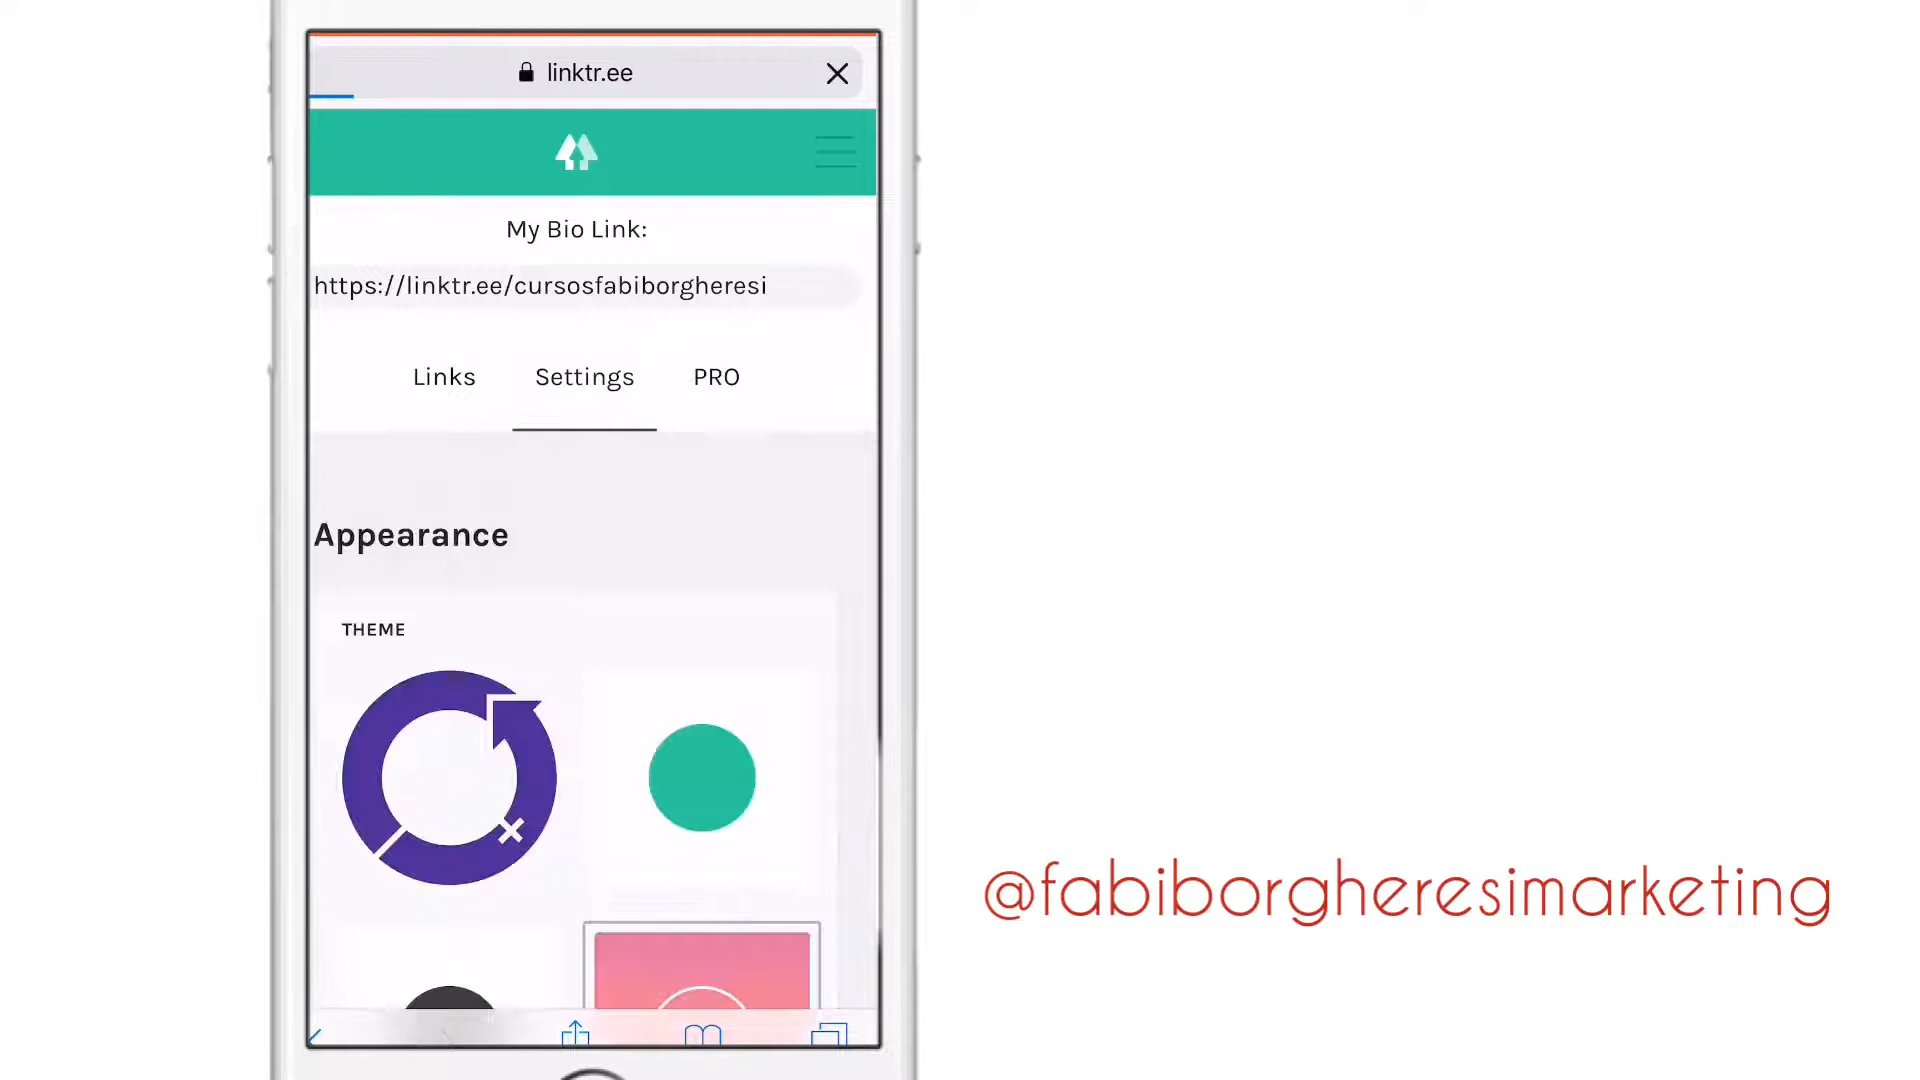 linktr.ee
My Bio Link:
https://linktr.ee/cursosfabiborgheresi
Links Settings PRO
Appearance
THEME
@fabiborgheresimarketing